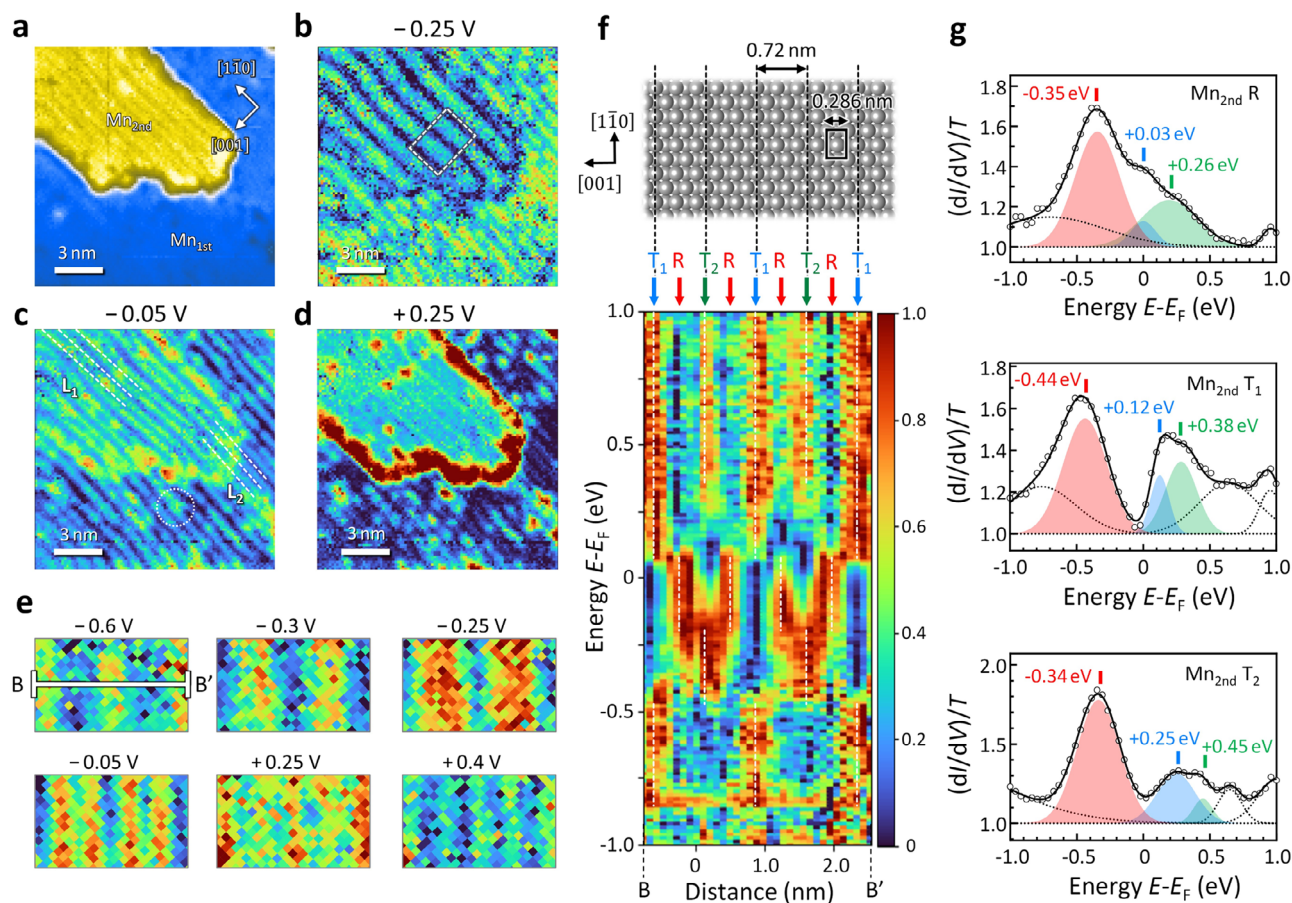 a
[11̄0]
Mn2nd
[001]
Mn1st
3 nm
b
− 0.25 V
3 nm
c
− 0.05 V
L1
L2
3 nm
d
+ 0.25 V
3 nm
e
− 0.6 V
− 0.3 V
− 0.25 V
B
B′
− 0.05 V
+ 0.25 V
+ 0.4 V
f
0.72 nm
0.286 nm
[11̄0]
[001]
T1 R T2 R T1 R T2 R T1
1.0
0.5
0
-0.5
-1.0
Energy E-EF (eV)
0 1.0 2.0
B Distance (nm) B′
1.0
0.8
0.6
0.4
0.2
0
g
Mn2nd R
-0.35 eV
+0.03 eV
+0.26 eV
1.8
1.6
1.4
1.2
1.0
(dI/dV)/T
-1.0 -0.5 0 0.5 1.0
Energy E-EF (eV)
Mn2nd T1
-0.44 eV
+0.12 eV
+0.38 eV
1.8
1.6
1.4
1.2
1.0
(dI/dV)/T
-1.0 -0.5 0 0.5 1.0
Energy E-EF (eV)
Mn2nd T2
-0.34 eV
+0.25 eV
+0.45 eV
2.0
1.5
1.0
(dI/dV)/T
-1.0 -0.5 0 0.5 1.0
Energy E-EF (eV)